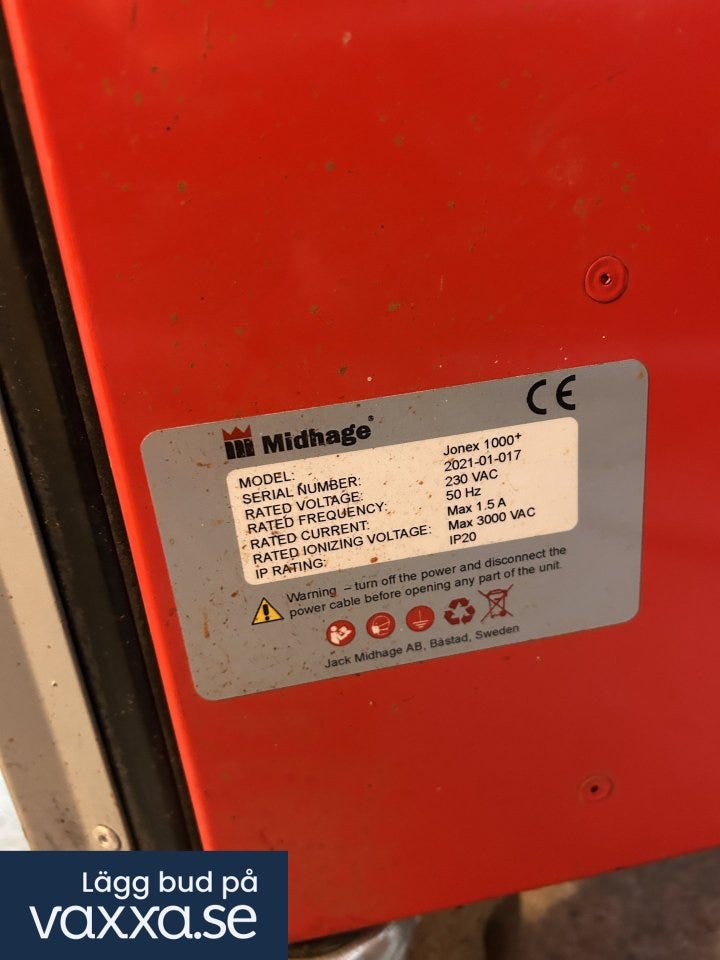 CE
Midhage®
MODEL: Jonex 1000+
SERIAL NUMBER: 2021-01-017
RATED VOLTAGE: 230 VAC
RATED FREQUENCY: 50 Hz
RATED CURRENT: Max 1.5 A
RATED IONIZING VOLTAGE: Max 3000 VAC
IP RATING: IP20
Warning – turn off the power and disconnect the
power cable before opening any part of the unit.
Jack Midhage AB, Båstad, Sweden
Lägg bud på
vaxxa.se